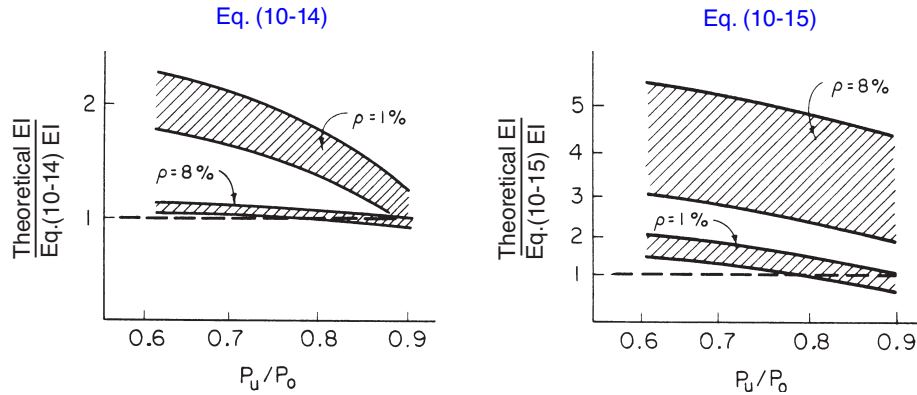 Eq. (10-14)
Theoretical EI
Eq.(10-14) EI
2
1
ρ=1%
ρ=8%
0.6 0.7 0.8 0.9
Pu/Po
Eq. (10-15)
Theoretical EI
Eq.(10-15) EI
5
4
3
2
1
ρ=8%
ρ=1%
0.6 0.7 0.8 0.9
Pu/Po